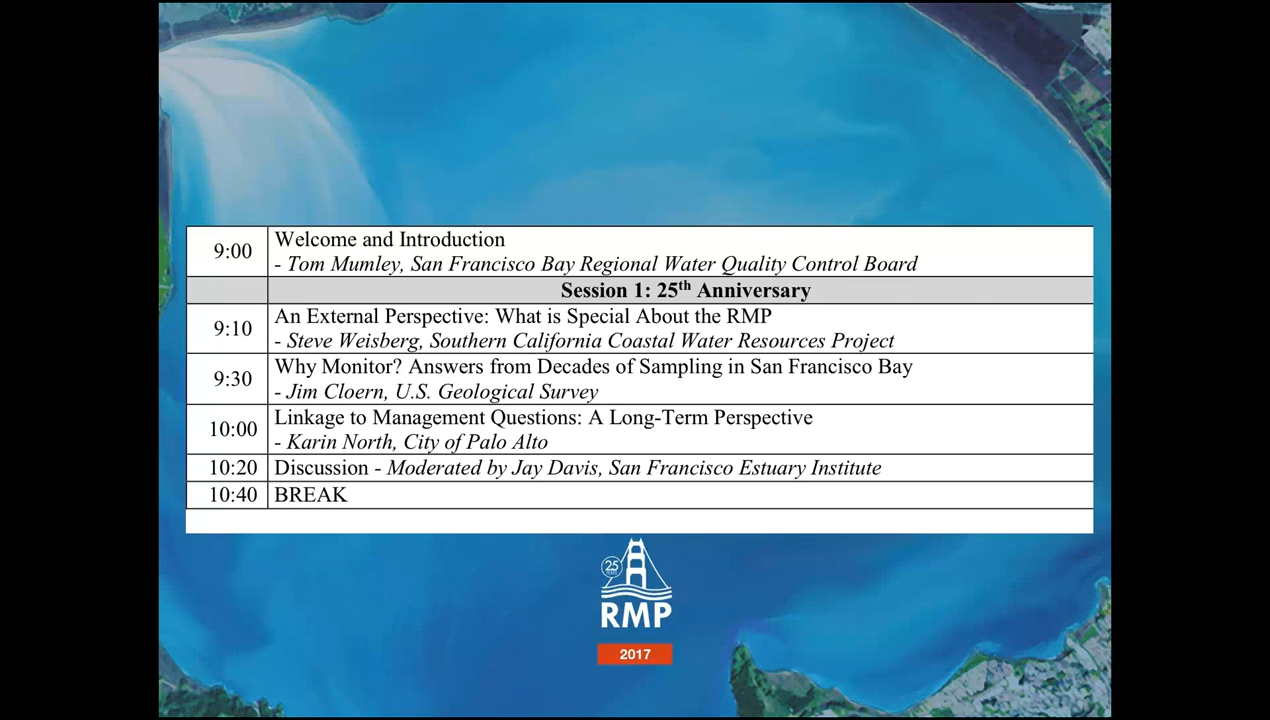 9:00
Welcome and Introduction
- Tom Mumley, San Francisco Bay Regional Water Quality Control Board
Session 1: 25th Anniversary
9:10
An External Perspective: What is Special About the RMP
- Steve Weisberg, Southern California Coastal Water Resources Project
9:30
Why Monitor? Answers from Decades of Sampling in San Francisco Bay
- Jim Cloern, U.S. Geological Survey
10:00
Linkage to Management Questions: A Long-Term Perspective
- Karin North, City of Palo Alto
10:20
Discussion - Moderated by Jay Davis, San Francisco Estuary Institute
10:40
BREAK
25
RMP
2017